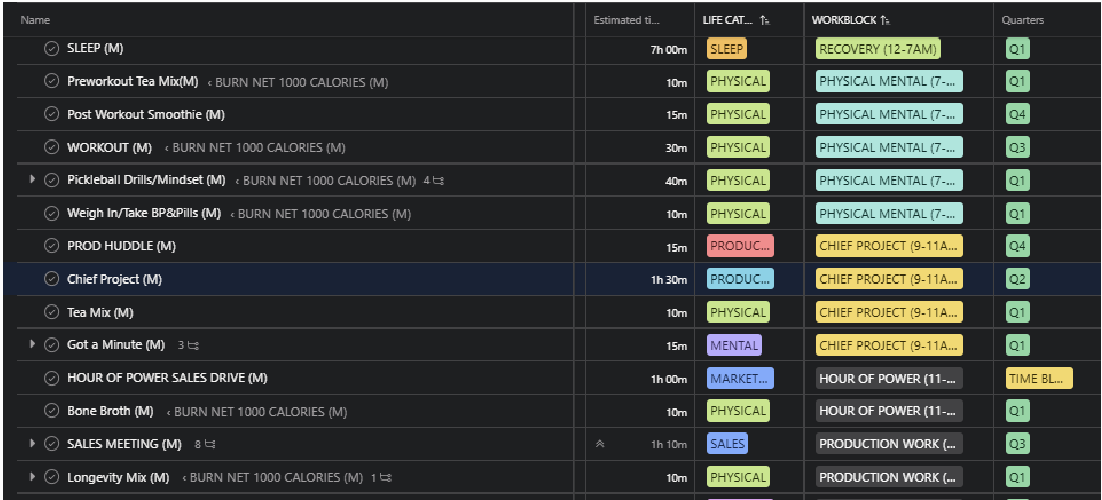 Name Estimated ti... LIFE CAT... WORKBLOCK Quarters
SLEEP (M) 7h 00m SLEEP RECOVERY (12-7AM) Q1
Preworkout Tea Mix(M) ‹ BURN NET 1000 CALORIES (M) 10m PHYSICAL PHYSICAL MENTAL (7-... Q1
Post Workout Smoothie (M) 15m PHYSICAL PHYSICAL MENTAL (7-... Q4
WORKOUT (M) ‹ BURN NET 1000 CALORIES (M) 30m PHYSICAL PHYSICAL MENTAL (7-... Q3
Pickleball Drills/Mindset (M) ‹ BURN NET 1000 CALORIES (M) 4 40m PHYSICAL PHYSICAL MENTAL (7-... Q1
Weigh In/Take BP&Pills (M) ‹ BURN NET 1000 CALORIES (M) 10m PHYSICAL PHYSICAL MENTAL (7-... Q1
PROD HUDDLE (M) 15m PRODUC... CHIEF PROJECT (9-11A... Q4
Chief Project (M) 1h 30m PRODUC... CHIEF PROJECT (9-11A... Q2
Tea Mix (M) 10m PHYSICAL CHIEF PROJECT (9-11A... Q1
Got a Minute (M) 3 15m MENTAL CHIEF PROJECT (9-11A... Q1
HOUR OF POWER SALES DRIVE (M) 1h 00m MARKET... HOUR OF POWER (11-... TIME BL...
Bone Broth (M) ‹ BURN NET 1000 CALORIES (M) 10m PHYSICAL HOUR OF POWER (11-... Q1
SALES MEETING (M) 8 1h 10m SALES PRODUCTION WORK (... Q3
Longevity Mix (M) ‹ BURN NET 1000 CALORIES (M) 1 10m PHYSICAL PRODUCTION WORK (... Q1